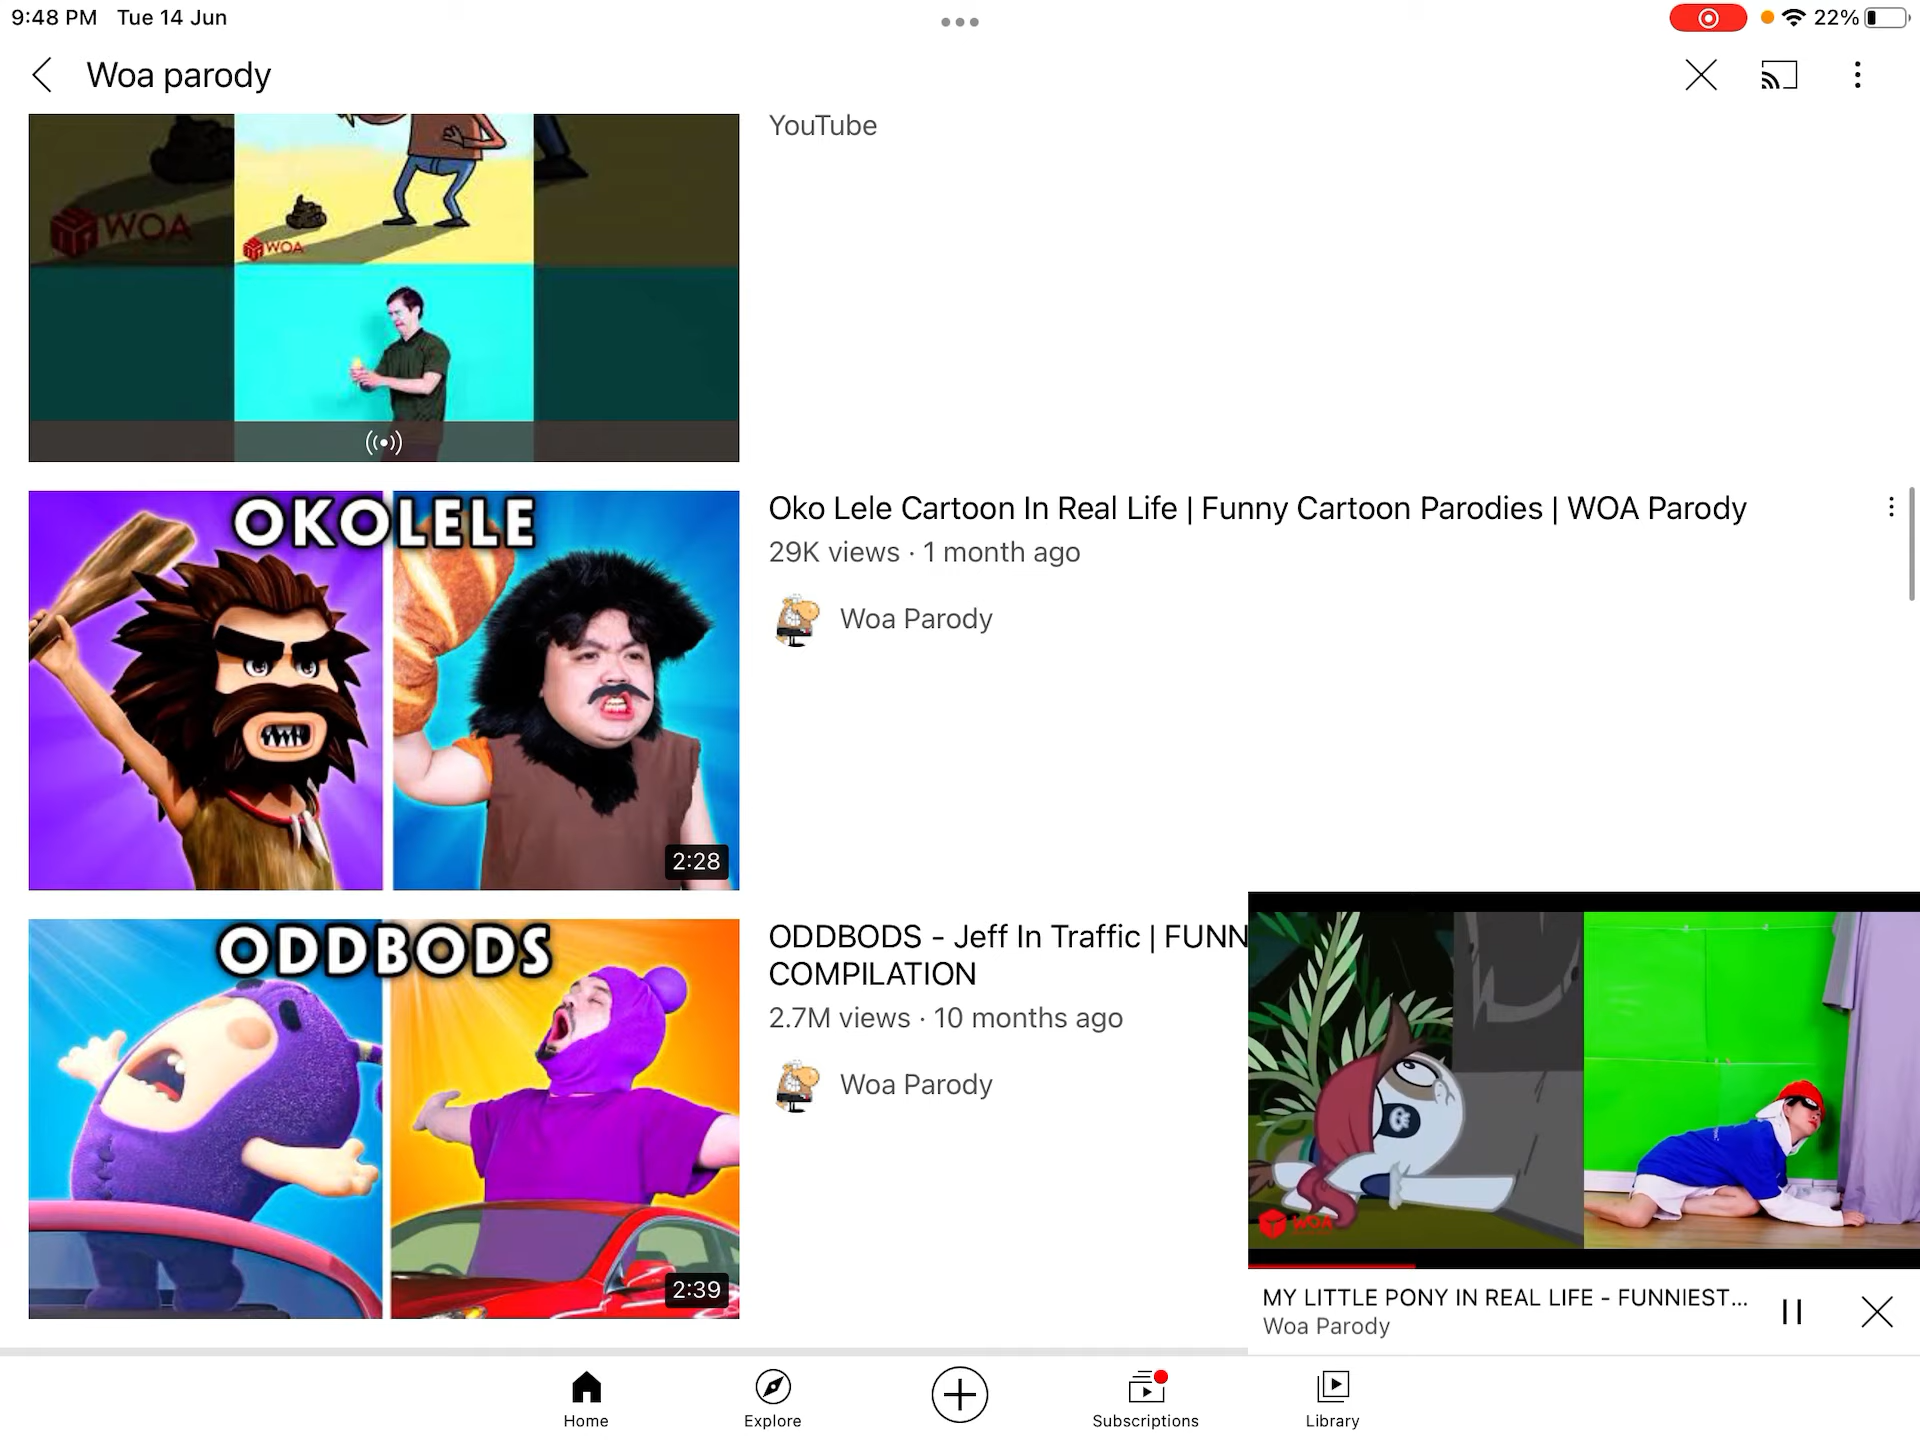 9:48 PM Tue 14 Jun
22%
Woa parody
YouTube
WOA
WOA
OKOLELE
2:28
Oko Lele Cartoon In Real Life | Funny Cartoon Parodies | WOA Parody
29K views · 1 month ago
Woa Parody
ODDBODS
2:39
ODDBODS - Jeff In Traffic | FUNN
COMPILATION
2.7M views · 10 months ago
Woa Parody
WOA
MY LITTLE PONY IN REAL LIFE - FUNNIEST...
Woa Parody
Home
Explore
Subscriptions
Library